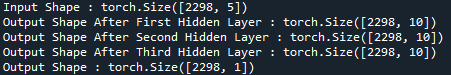 Input Shape : torch.Size([2298, 5])
Output Shape After First Hidden Layer : torch.Size([2298, 10])
Output Shape After Second Hidden Layer : torch.Size([2298, 10])
Output Shape After Third Hidden Layer : torch.Size([2298, 10])
Output Shape : torch.Size([2298, 1])